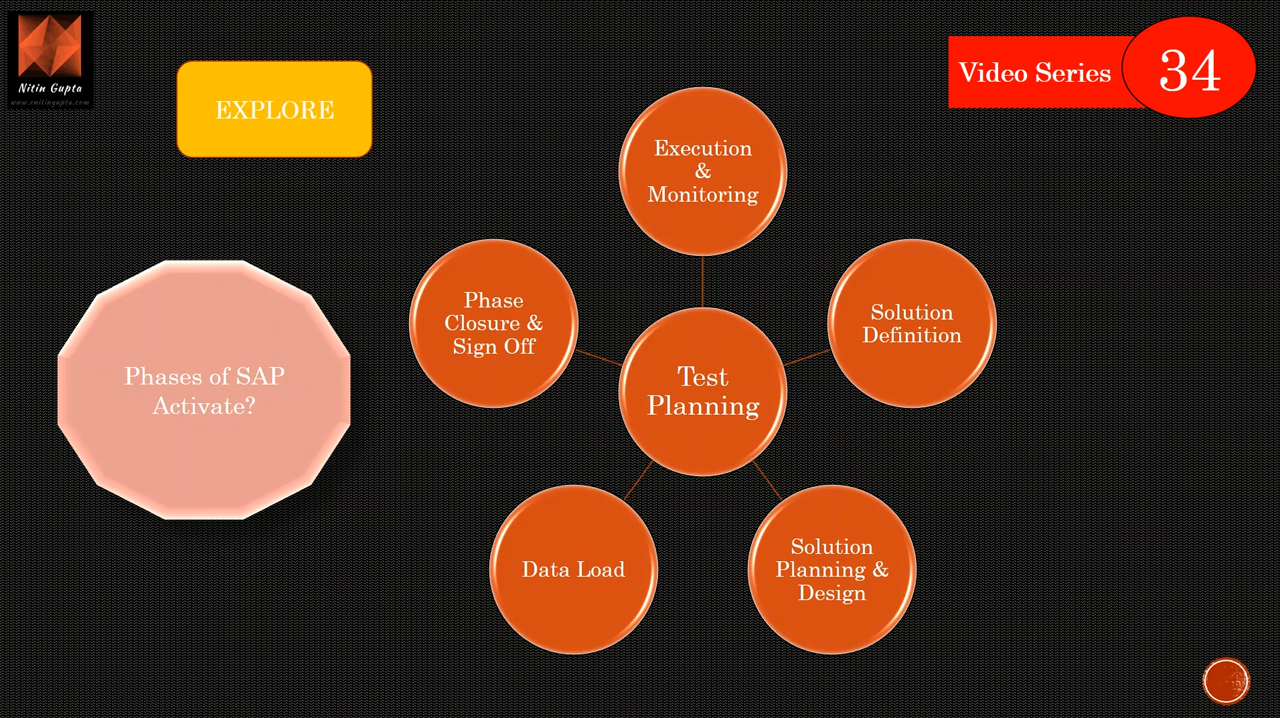 Nitin Gupta
www.rnitingupta.com
EXPLORE
Video Series
34
Execution
&
Monitoring
Phase
Closure &
Sign Off
Solution
Definition
Phases of SAP
Activate?
Test
Planning
Data Load
Solution
Planning &
Design